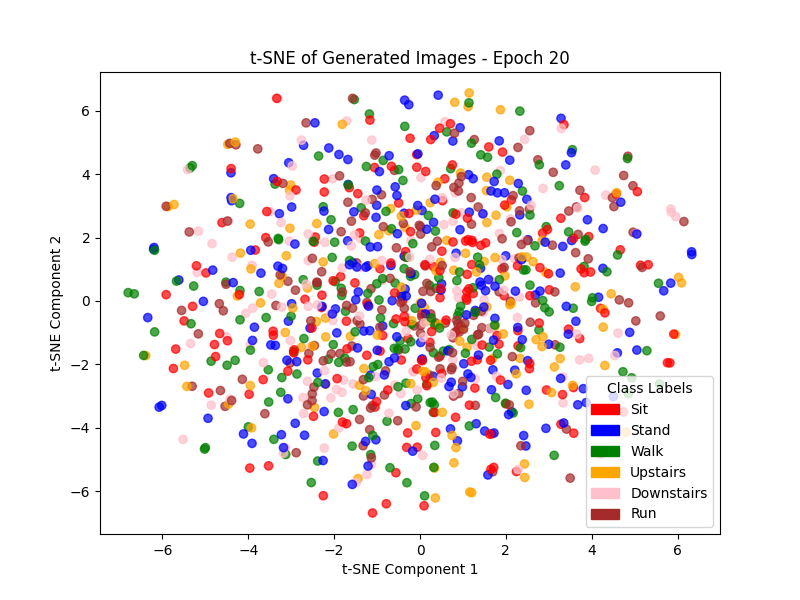 t-SNE of Generated Images - Epoch 20
t-SNE Component 2
6
4
2
0
−2
−4
−6
Class Labels
Sit
Stand
Walk
Upstairs
Downstairs
Run
−6 −4 −2 0 2 4 6
t-SNE Component 1